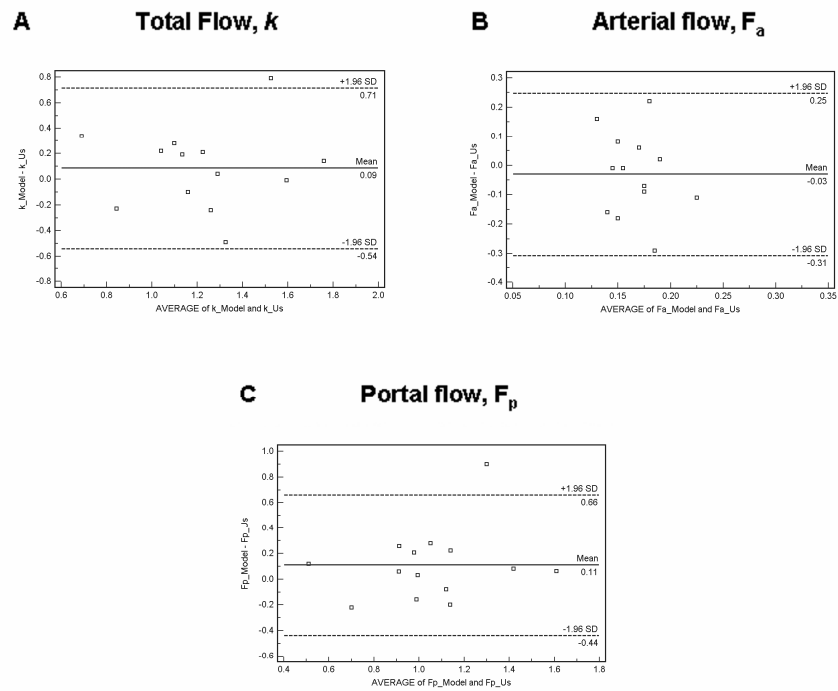 A Total Flow, k
0.8
0.6
0.4
0.2
0.0
-0.2
-0.4
-0.6
-0.8
k_Model - k_Us
+1.96 SD
0.71
Mean
0.09
-1.96 SD
-0.54
0.6 0.8 1.0 1.2 1.4 1.6 1.8 2.0
AVERAGE of k_Model and k_Us
B Arterial flow, Fa
0.3
0.2
0.1
0.0
-0.1
-0.2
-0.3
-0.4
Fa_Model - Fa_Us
+1.96 SD
0.25
Mean
-0.03
-1.96 SD
-0.31
0.05 0.10 0.15 0.20 0.25 0.30 0.35
AVERAGE of Fa_Model and Fa_Us
C Portal flow, Fp
1.0
0.8
0.6
0.4
0.2
0.0
-0.2
-0.4
-0.6
Fp_Model - Fp_Us
+1.96 SD
0.66
Mean
0.11
-1.96 SD
-0.44
0.4 0.6 0.8 1.0 1.2 1.4 1.6 1.8
AVERAGE of Fp_Model and Fp_Us